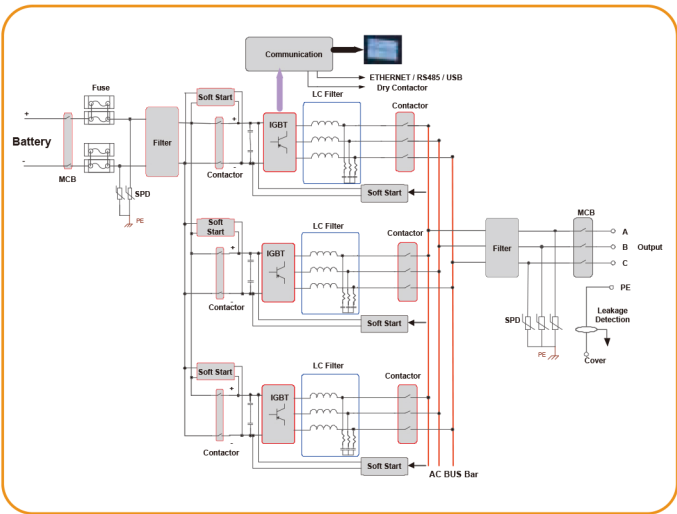 Communication
ETHERNET / RS485 / USB
Dry Contactor
Fuse
Soft Start
LC Filter
Contactor
+
Battery
-
MCB
Filter
+
IGBT
-
Contactor
SPD
PE
Soft Start
Soft
Start
+
IGBT
LC Filter
Contactor
-
Contactor
Soft Start
Filter
MCB
A
B
Output
C
PE
Leakage
Detection
SPD
PE
Cover
Soft Start
+
IGBT
LC Filter
Contactor
-
Contactor
Soft Start
AC BUS Bar